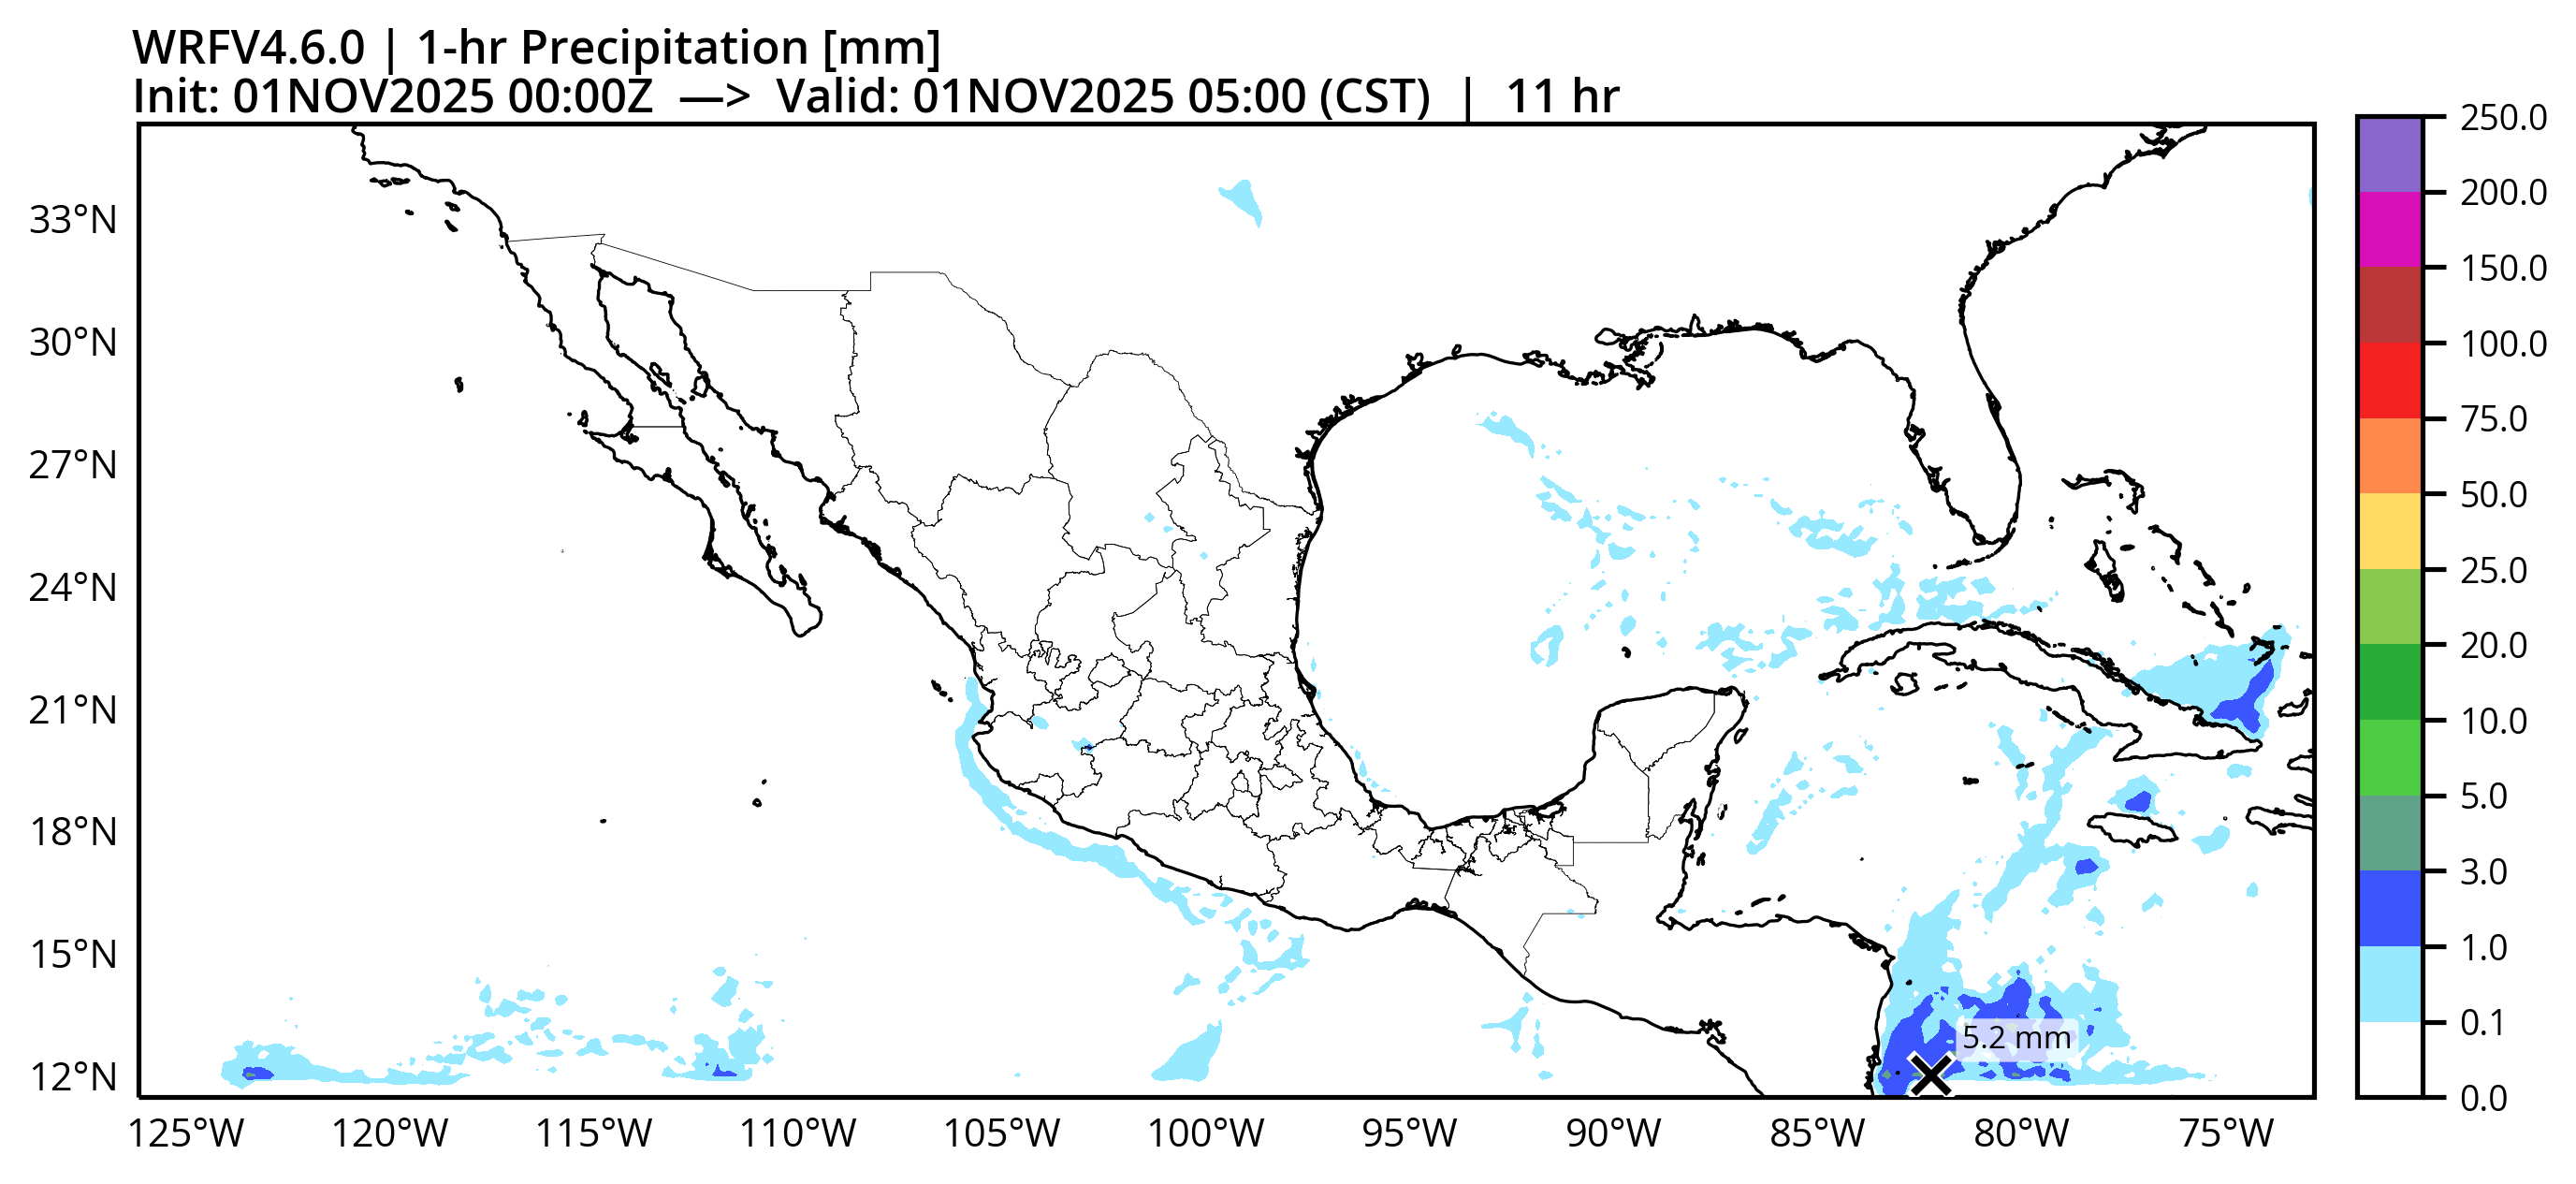 WRFV4.6.0 | 1-hr Precipitation [mm]
Init: 01NOV2025 00:00Z —> Valid: 01NOV2025 05:00 (CST) | 11 hr
33°N
30°N
27°N
24°N
21°N
18°N
15°N
12°N
125°W
120°W
115°W
110°W
105°W
100°W
95°W
90°W
85°W
80°W
75°W
5.2 mm
250.0
200.0
150.0
100.0
75.0
50.0
25.0
20.0
10.0
5.0
3.0
1.0
0.1
0.0